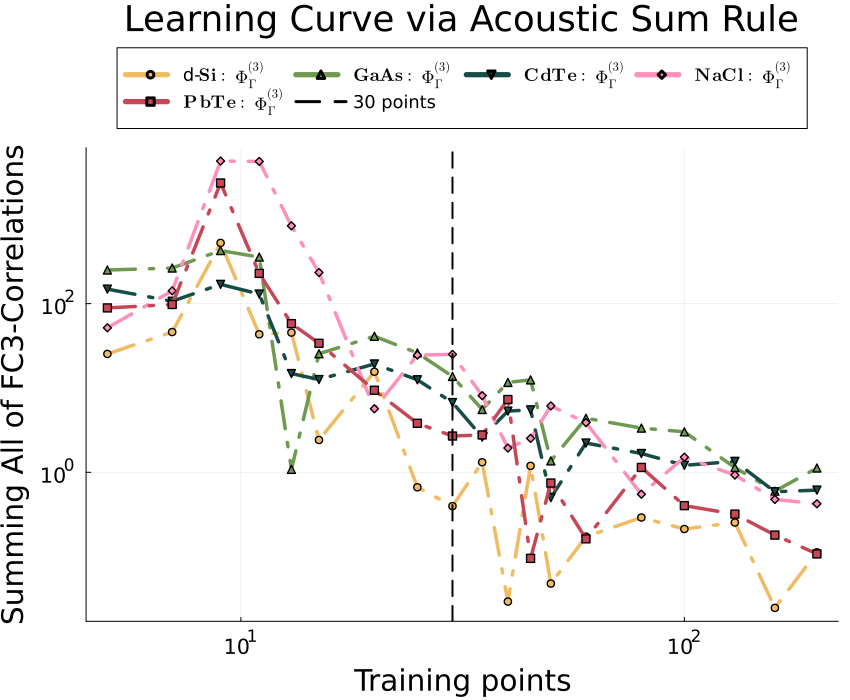 Learning Curve via Acoustic Sum Rule
d-Si: Φ_Γ^(3) GaAs: Φ_Γ^(3) CdTe: Φ_Γ^(3) NaCl: Φ_Γ^(3)
PbTe: Φ_Γ^(3) 30 points
Summing All of FC3-Correlations
10^2
10^0
10^1 10^2
Training points